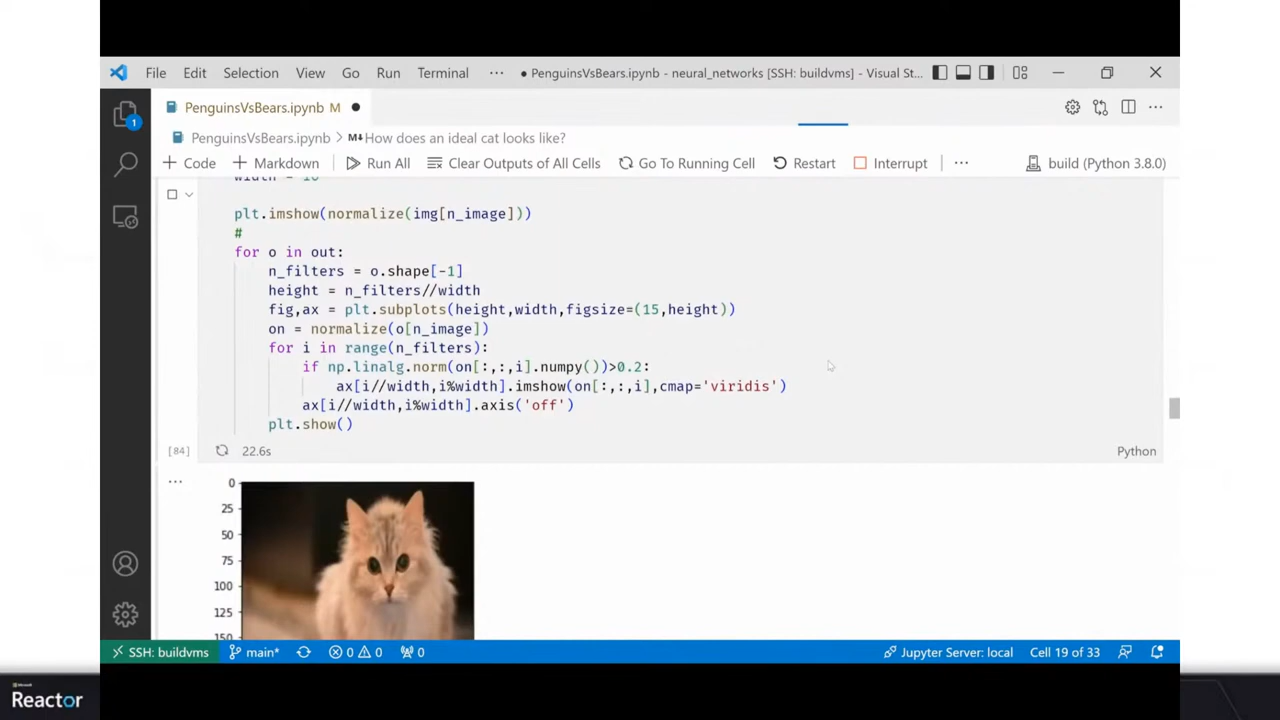 File Edit Selection View Go Run Terminal ··· ● PenguinsVsBears.ipynb - neural_networks [SSH: buildvms] - Visual St...
PenguinsVsBears.ipynb M ●
1
PenguinsVsBears.ipynb > M↓How does an ideal cat looks like?
+ Code + Markdown Run All Clear Outputs of All Cells Go To Running Cell Restart Interrupt ··· build (Python 3.8.0)
width = 16
plt.imshow(normalize(img[n_image]))
#
for o in out:
n_filters = o.shape[-1]
height = n_filters//width
fig,ax = plt.subplots(height,width,figsize=(15,height))
on = normalize(o[n_image])
for i in range(n_filters):
if np.linalg.norm(on[:,:,i].numpy())>0.2:
ax[i//width,i%width].imshow(on[:,:,i],cmap='viridis')
ax[i//width,i%width].axis('off')
plt.show()
[84] 22.6s Python
0
25
50
75
100
125
150
SSH: buildvms main* 0 0 0 Jupyter Server: local Cell 19 of 33
Microsoft
Reactor